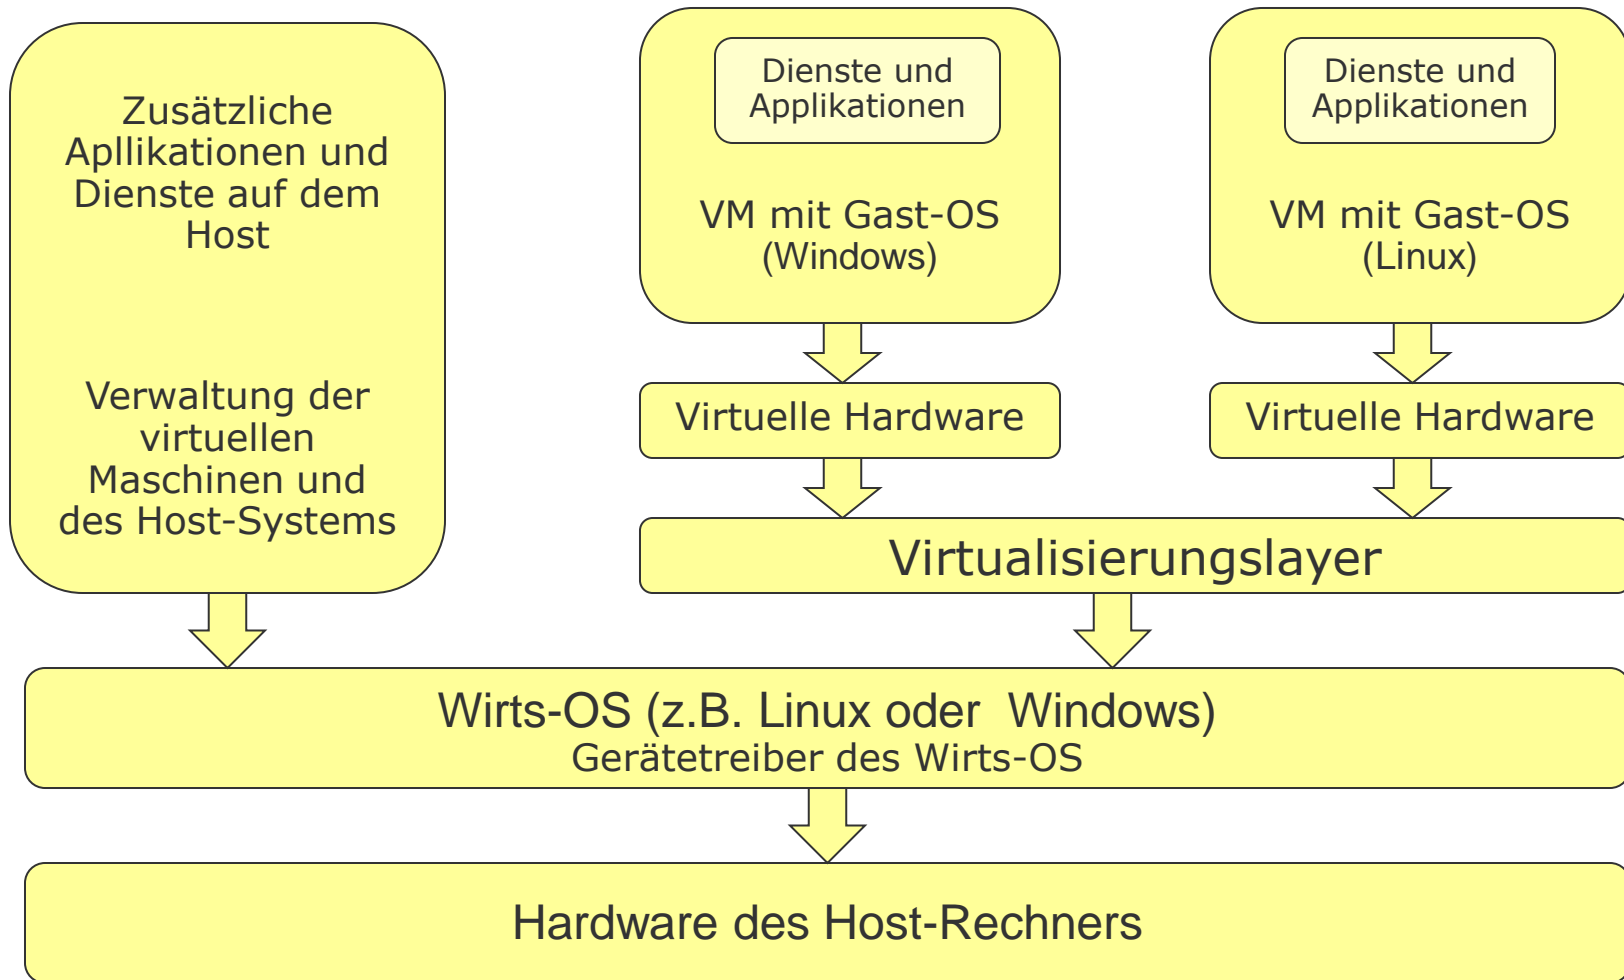 Zusätzliche
Apllikationen und
Dienste auf dem
Host
Verwaltung der
virtuellen
Maschinen und
des Host-Systems
Dienste und
Applikationen
VM mit Gast-OS
(Windows)
Virtuelle Hardware
Dienste und
Applikationen
VM mit Gast-OS
(Linux)
Virtuelle Hardware
Virtualisierungslayer
Wirts-OS (z.B. Linux oder  Windows)
Gerätetreiber des Wirts-OS
Hardware des Host-Rechners